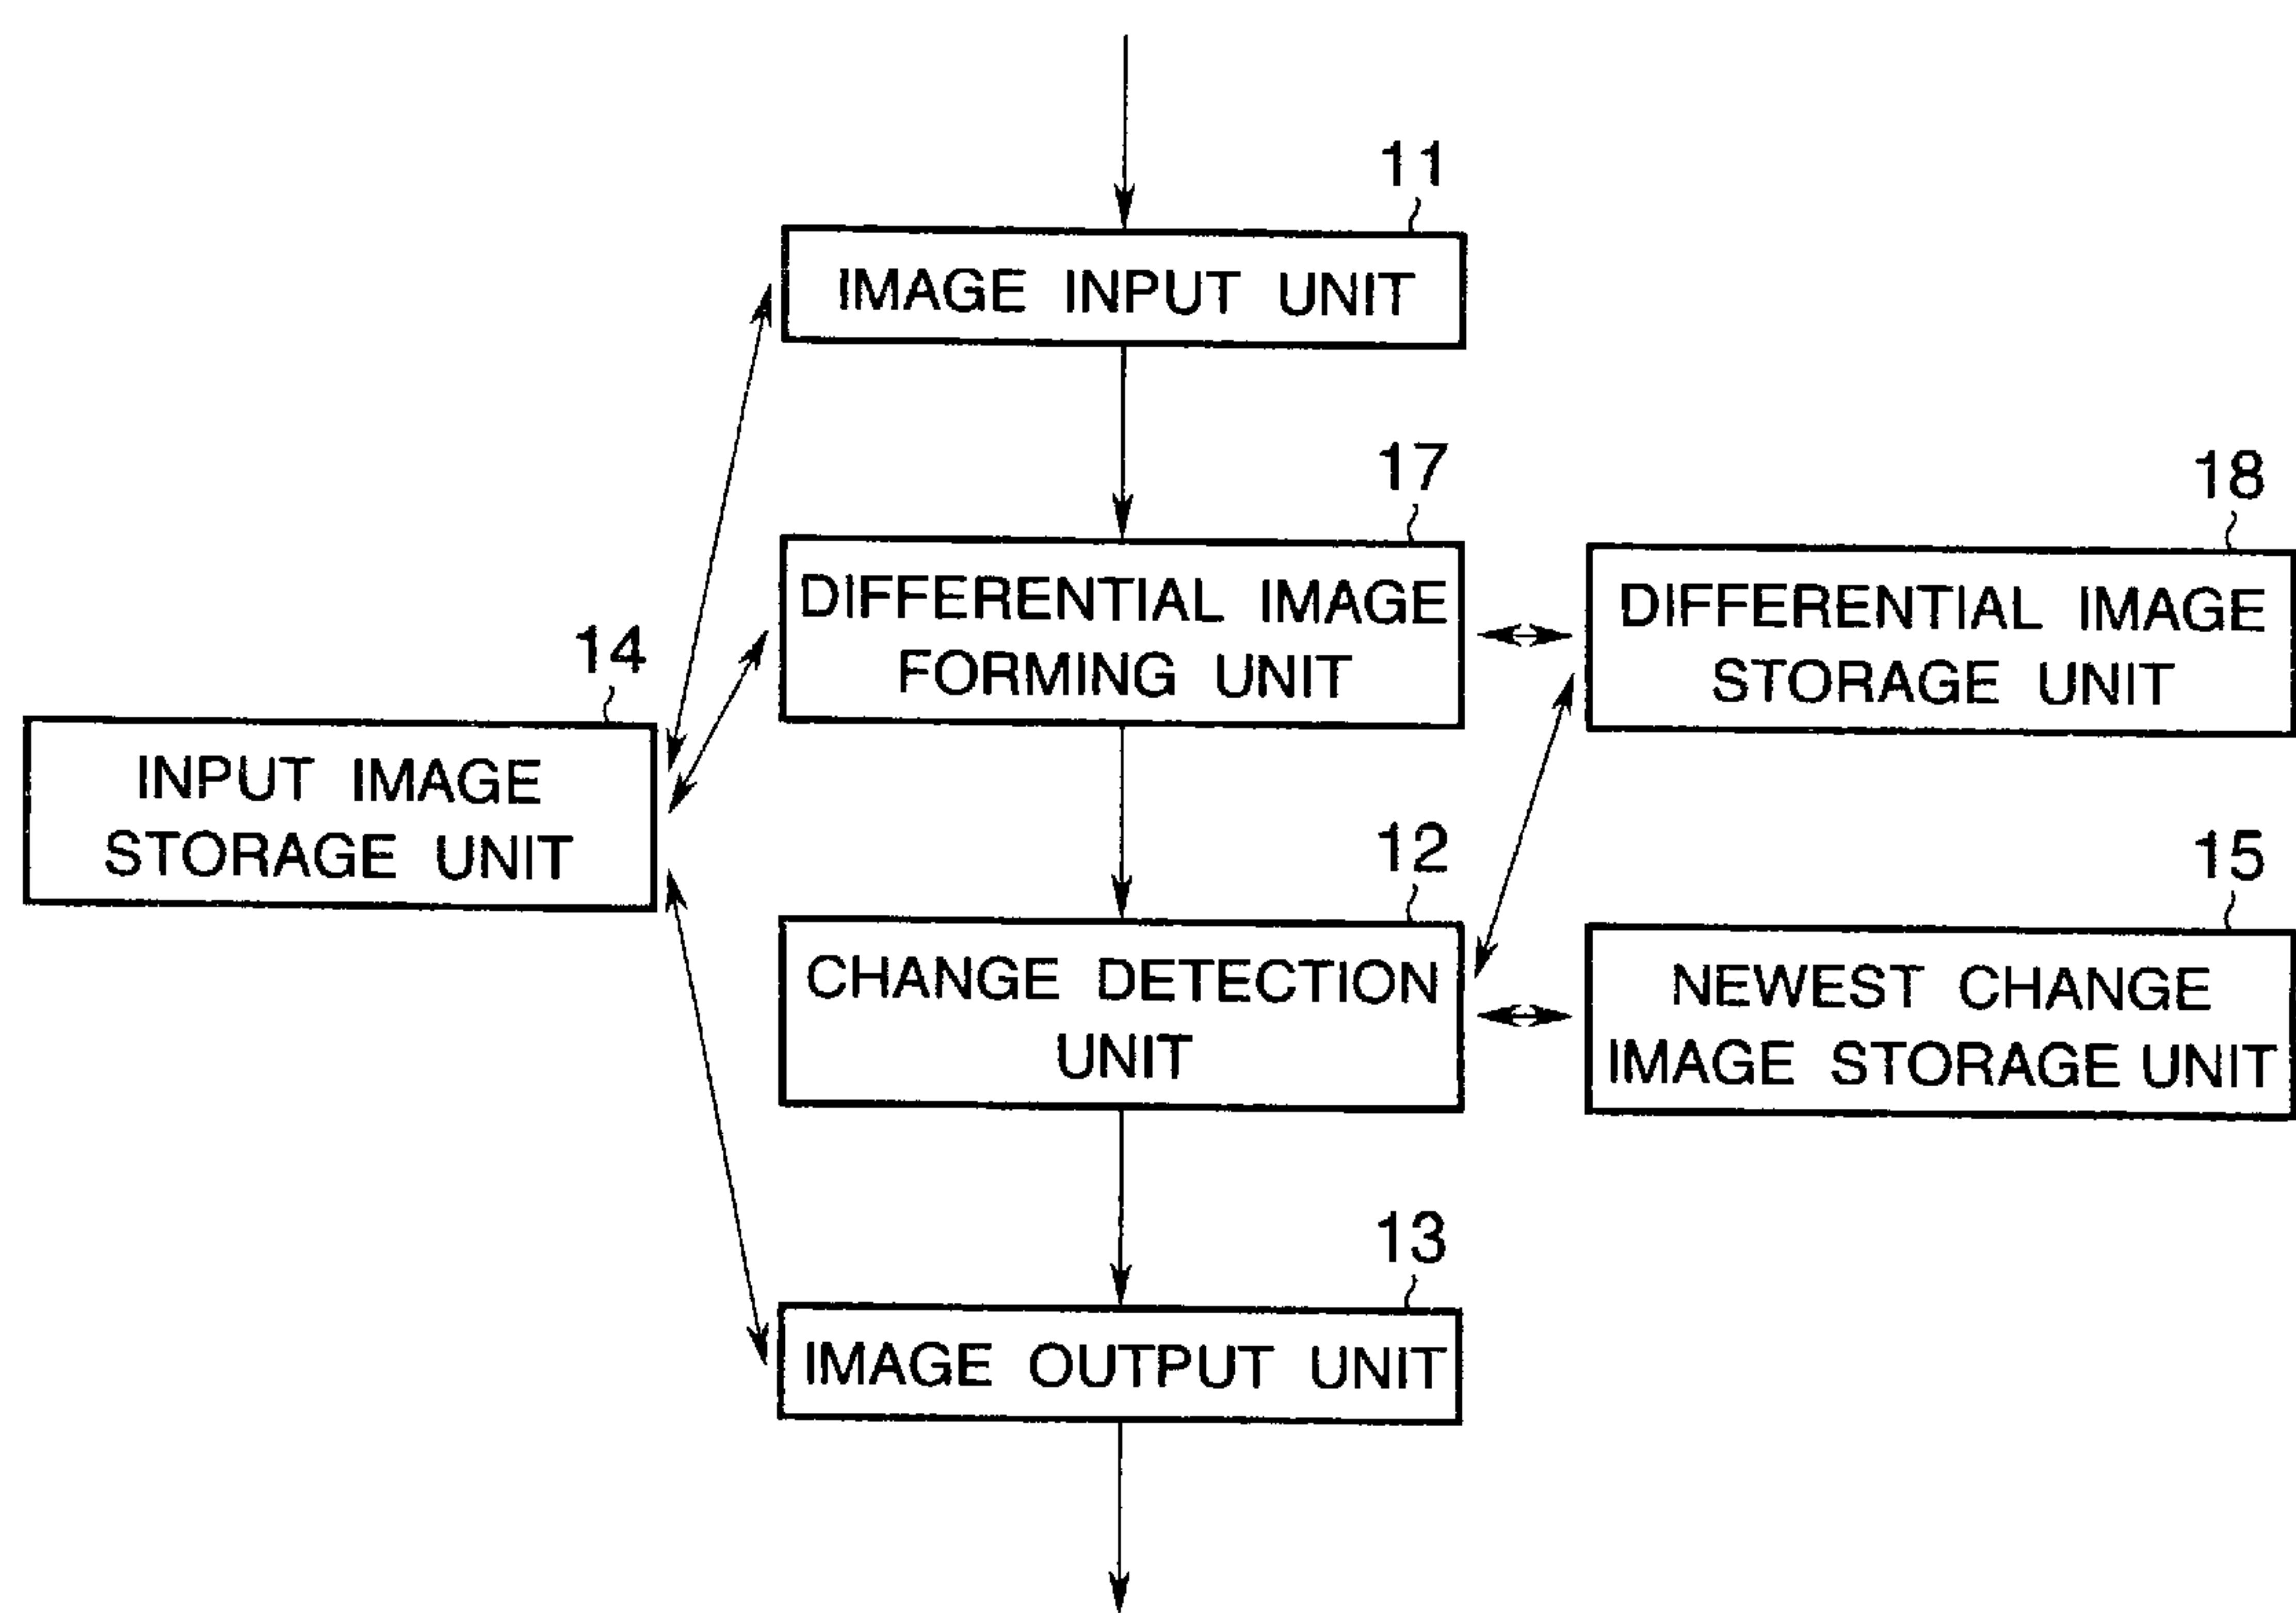 11
IMAGE INPUT UNIT
17
DIFFERENTIAL IMAGE
FORMING UNIT
18
DIFFERENTIAL IMAGE
STORAGE UNIT
14
INPUT IMAGE
STORAGE UNIT
12
CHANGE DETECTION
UNIT
15
NEWEST CHANGE
IMAGE STORAGE UNIT
13
IMAGE OUTPUT UNIT